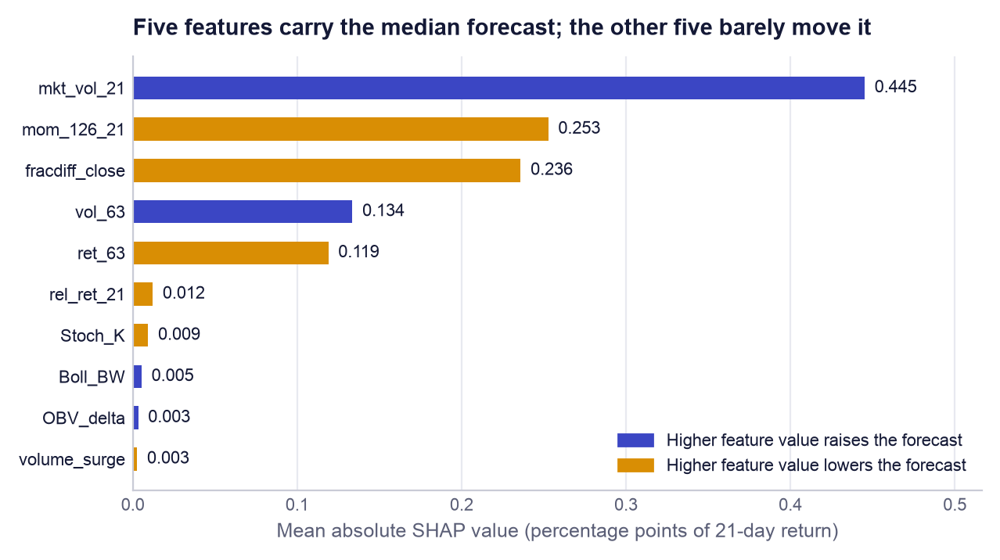 Five features carry the median forecast; the other five barely move it
mkt_vol_21
0.445
mom_126_21
0.253
fracdiff_close
0.236
vol_63
0.134
ret_63
0.119
rel_ret_21
0.012
Stoch_K
0.009
Boll_BW
0.005
OBV_delta
0.003
volume_surge
0.003
Higher feature value raises the forecast
Higher feature value lowers the forecast
0.0 0.1 0.2 0.3 0.4 0.5
Mean absolute SHAP value (percentage points of 21-day return)